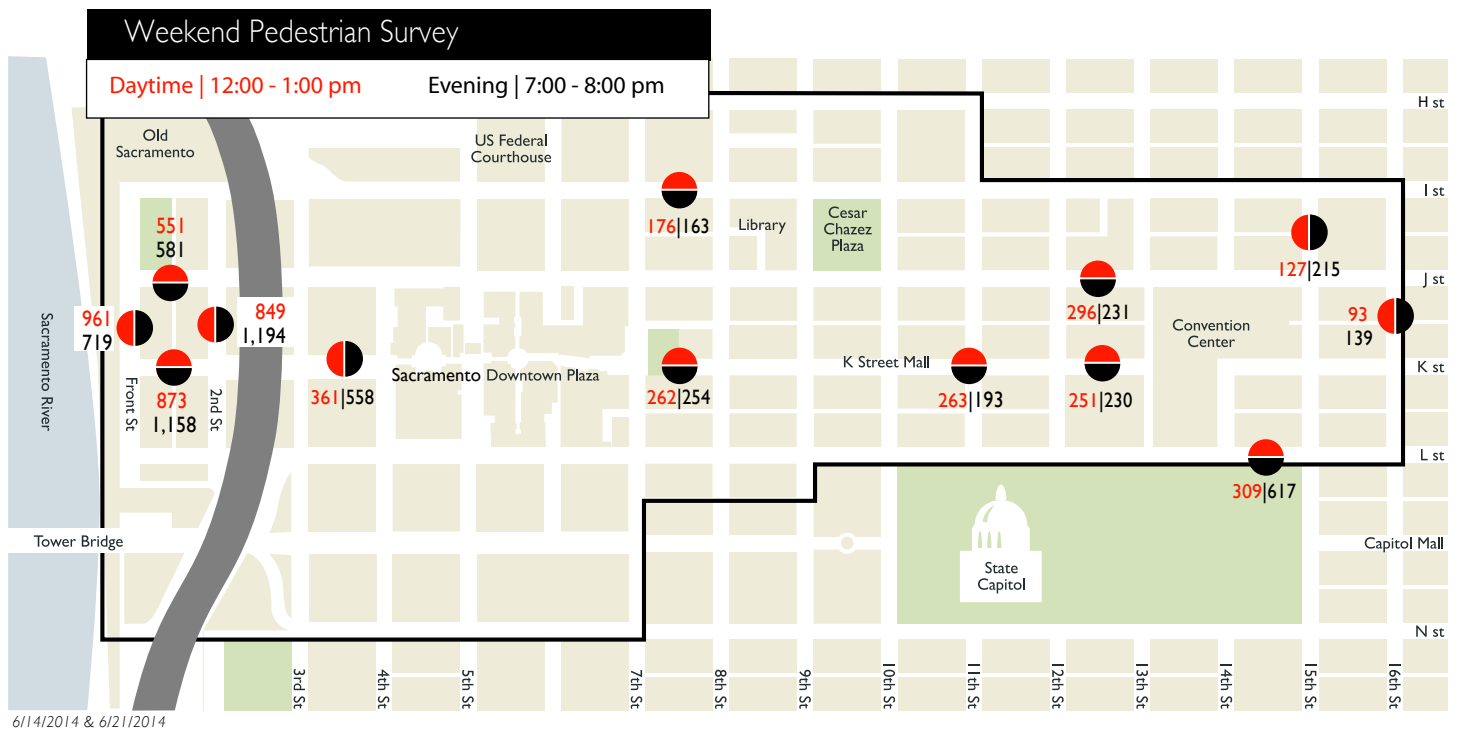 Weekend Pedestrian Survey
Daytime | 12:00 - 1:00 pm
Evening | 7:00 - 8:00 pm
H st
Old
Sacramento
US Federal
Courthouse
I st
176|163
Library
Cesar
Chazez
Plaza
551
581
127|215
J st
961
719
849
1,194
296|231
93
139
Convention
Center
Sacramento River
K Street Mall
K st
Sacramento Downtown Plaza
361|558
262|254
263|193
251|230
Front St
873
1,158
2nd St
L st
309|617
Tower Bridge
Capitol Mall
State
Capitol
N st
3rd St
4th St
5th St
7th St
8th St
9th St
10th St
11th St
12th St
13th St
14th St
15th St
16th St
6/14/2014 & 6/21/2014